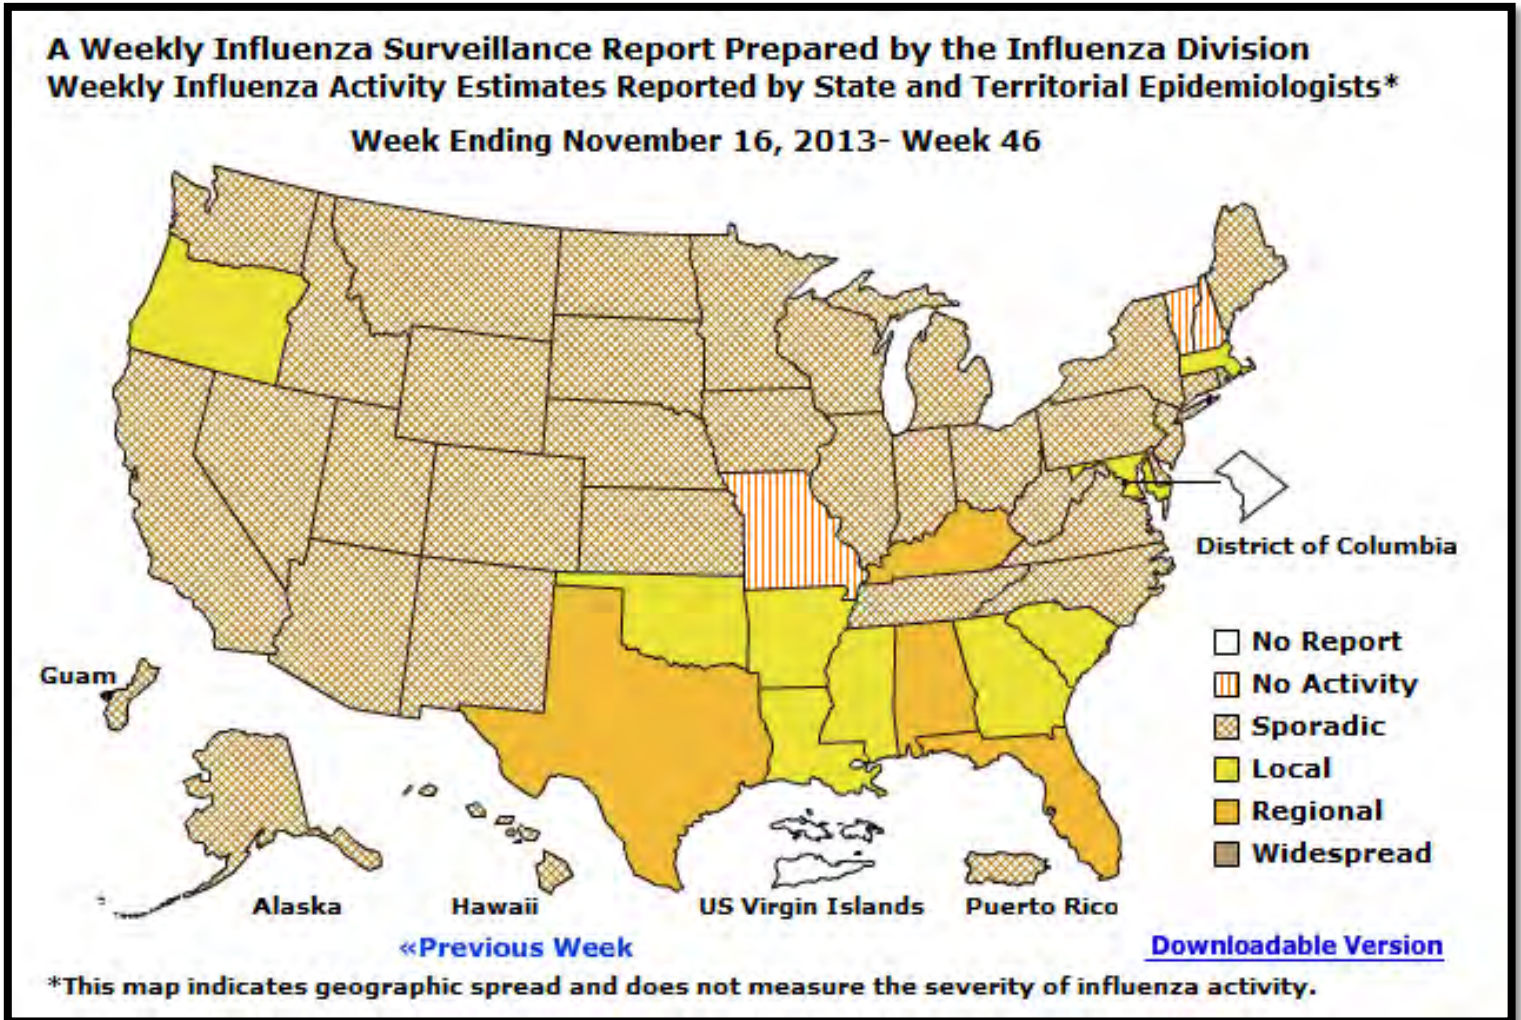 A Weekly Influenza Surveillance Report Prepared by the Influenza Division
Weekly Influenza Activity Estimates Reported by State and Territorial Epidemiologists*
Week Ending November 16, 2013- Week 46
District of Columbia
No Report
No Activity
Sporadic
Local
Regional
Widespread
Guam
Alaska
Hawaii
US Virgin Islands
Puerto Rico
«Previous Week
Downloadable Version
*This map indicates geographic spread and does not measure the severity of influenza activity.